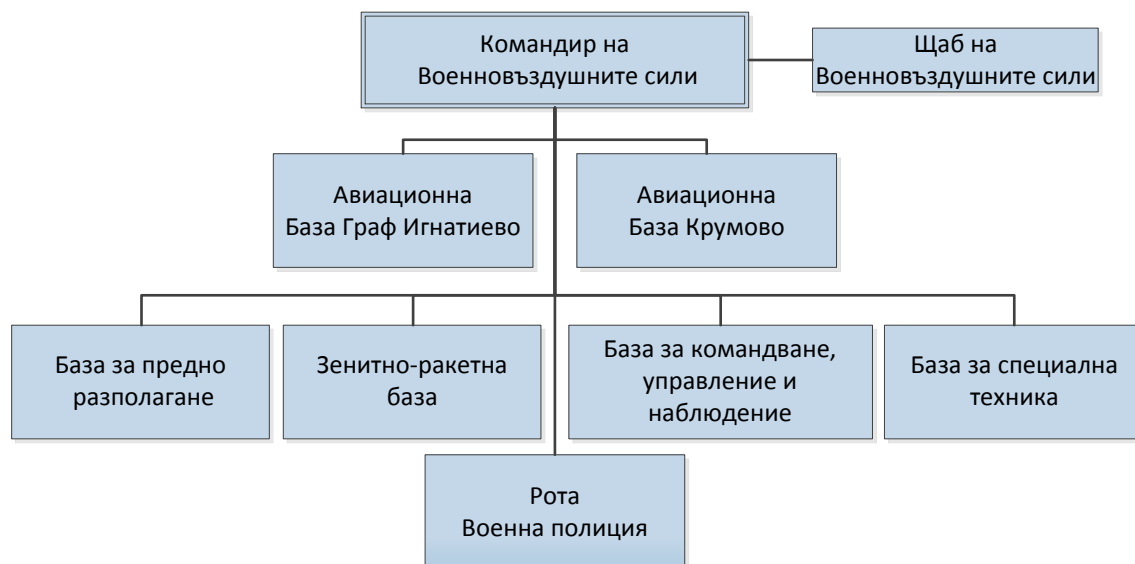 Командир на
Военновъздушните сили
Щаб на
Военновъздушните сили
Авиационна
База Граф Игнатиево
Авиационна
База Крумово
База за предно
разполагане
Зенитно-ракетна
база
База за командване,
управление и
наблюдение
База за специална
техника
Рота
Военна полиция